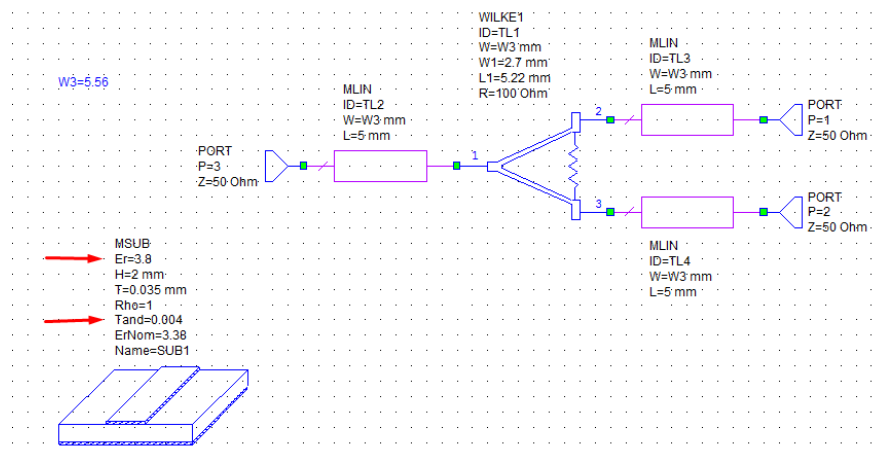 WILKE1
ID=TL1
W=W3 mm
W1=2.7 mm
L1=5.22 mm
R=100 Ohm
MLIN
ID=TL3
W=W3 mm
L=5 mm
W3=5.56
MLIN
ID=TL2
W=W3 mm
L=5 mm
2
PORT
P=1
Z=50 Ohm
PORT
P=3
Z=50 Ohm
1
3
PORT
P=2
Z=50 Ohm
MLIN
ID=TL4
W=W3 mm
L=5 mm
MSUB
Er=3.8
H=2 mm
T=0.035 mm
Rho=1
Tand=0.004
ErNom=3.38
Name=SUB1